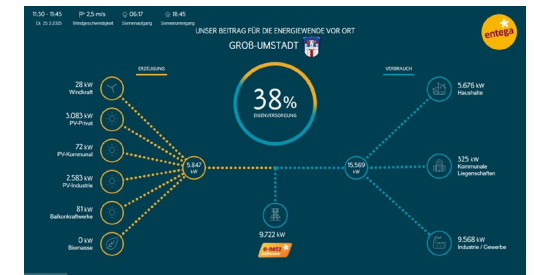 11:30 - 11:45
2,5 m/s
06:17
18:45
Di. 25.3.2025
Windgeschwindigkeit
Sonnenaufgang
Sonnenuntergang
UNSER BEITRAG FÜR DIE ENERGIEWENDE VOR ORT
GROß-UMSTADT
entega
ERZEUGUNG
VERBRAUCH
28 kW
Windkraft
3.083 kW
PV-Privat
72 kW
PV-Kommunal
2.583 kW
PV-Industrie
81 kW
Balkonkraftwerke
0 kW
Biomasse
5.847
kW
38%
EIGENVERSORGUNG
9.722 kW
e-netz
15.569
kW
5.676 kW
Haushalte
325 kW
Kommunale
Liegenschaften
9.568 kW
Industrie / Gewerbe